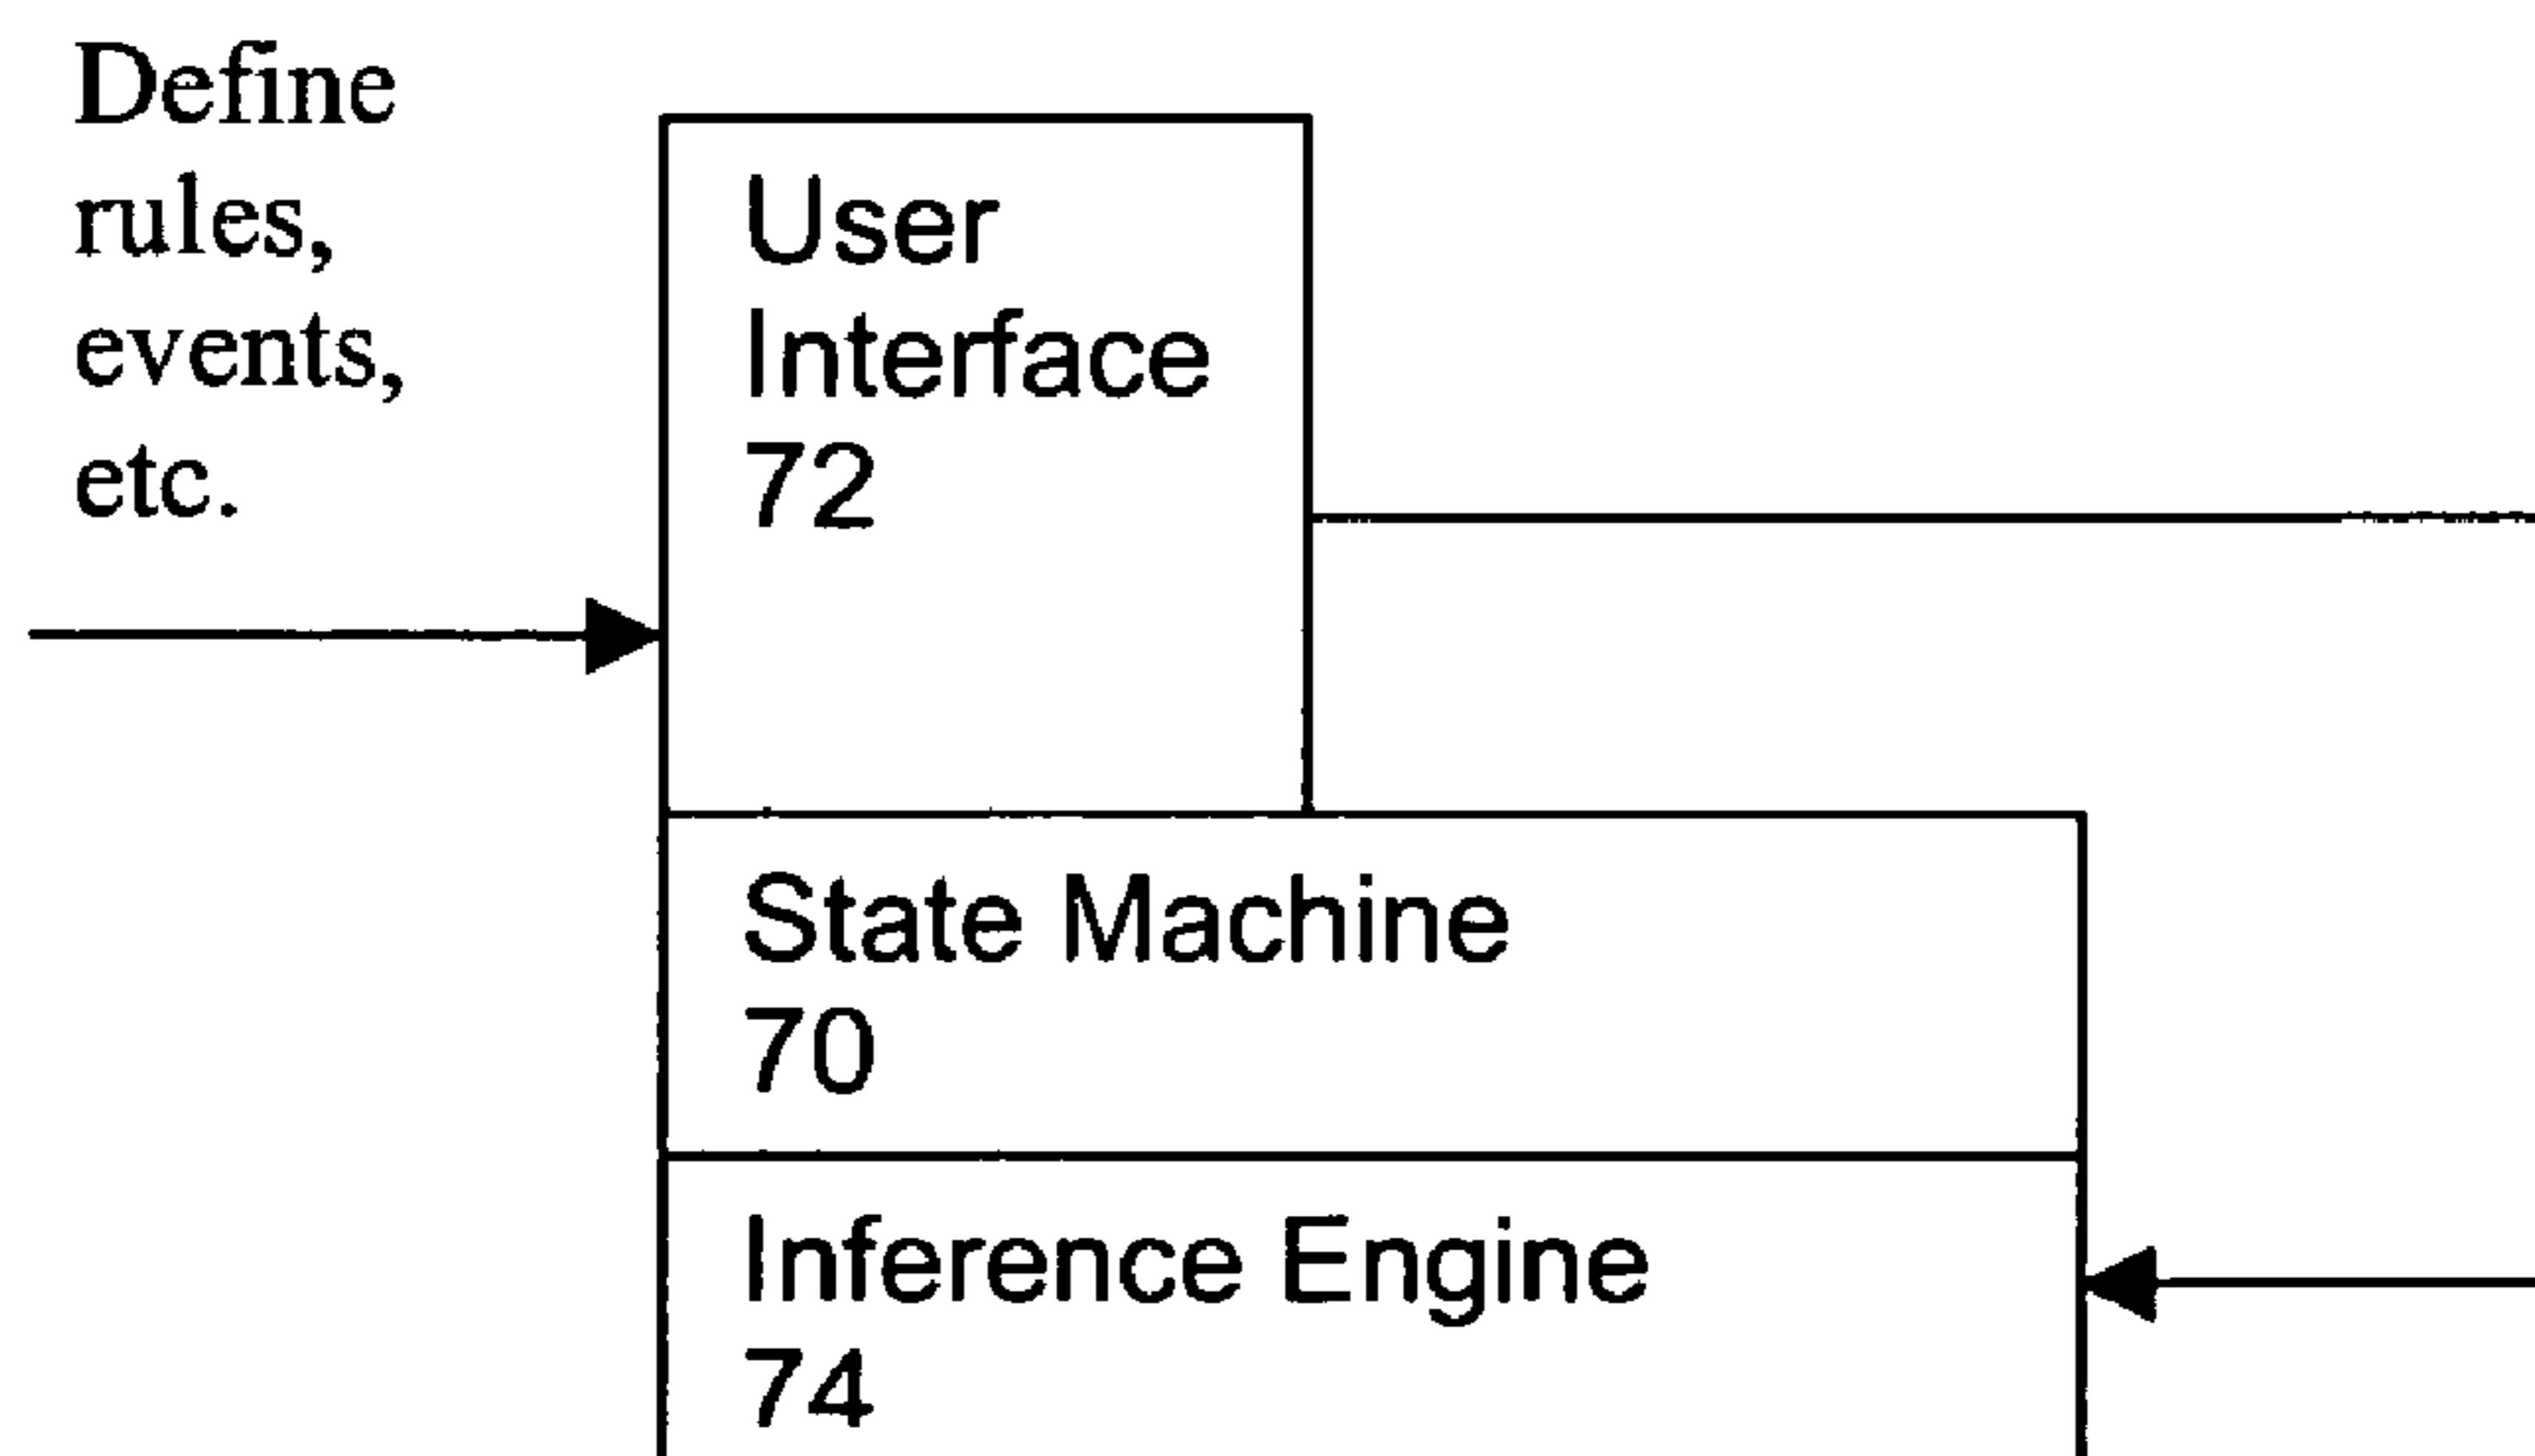 Define
rules,
events,
etc.
User
Interface
72
State Machine
70
Inference Engine
74